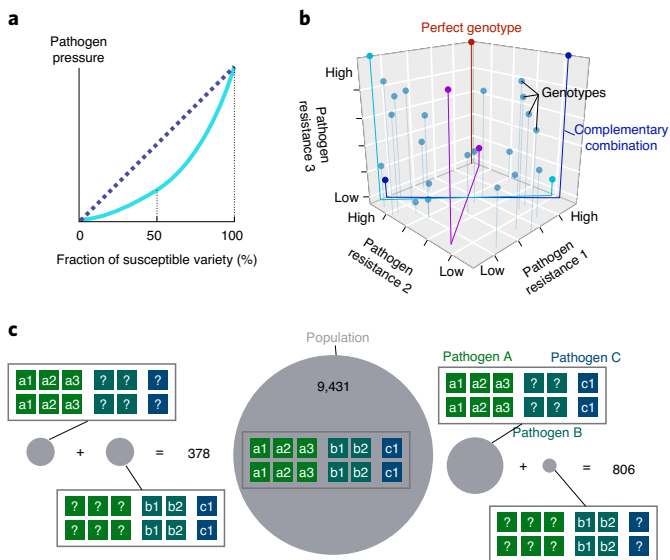 a
Pathogen
pressure
0
50
100
Fraction of susceptible variety (%)
b
Perfect genotype
High
Genotypes
Pathogen
resistance 3
Complementary
combination
Low
High
High
Pathogen
resistance 2
Low
Low
Pathogen
resistance 1
c
Population
9,431
a1 a2 a3 ? ? ?
a1 a2 a3 ? ? ?
+ = 378
? ? ? b1 b2 c1
? ? ? b1 b2 c1
a1 a2 a3 b1 b2 c1
a1 a2 a3 b1 b2 c1
Pathogen A
Pathogen C
a1 a2 a3 ? ? c1
a1 a2 a3 ? ? c1
Pathogen B
+ = 806
? ? ? b1 b2 ?
? ? ? b1 b2 ?